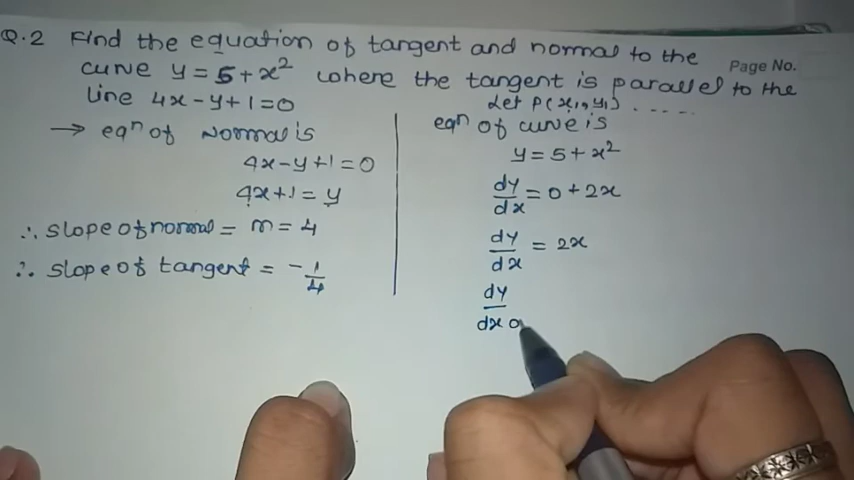 Q.2 Find the equation of tangent and normal to the
Page No.
curve y = 5 + x² where the tangent is parallel to the
line 4x - y + 1 = 0
→ eqⁿ of Normal is
4x - y + 1 = 0
4x + 1 = y
∴ slope of normal = m = 4
∴ slope of tangent = - 1/4
Let P(x₁, y₁) .....
eqⁿ of curve is
y = 5 + x²
dy/dx = 0 + 2x
dy/dx = 2x
dy/dx